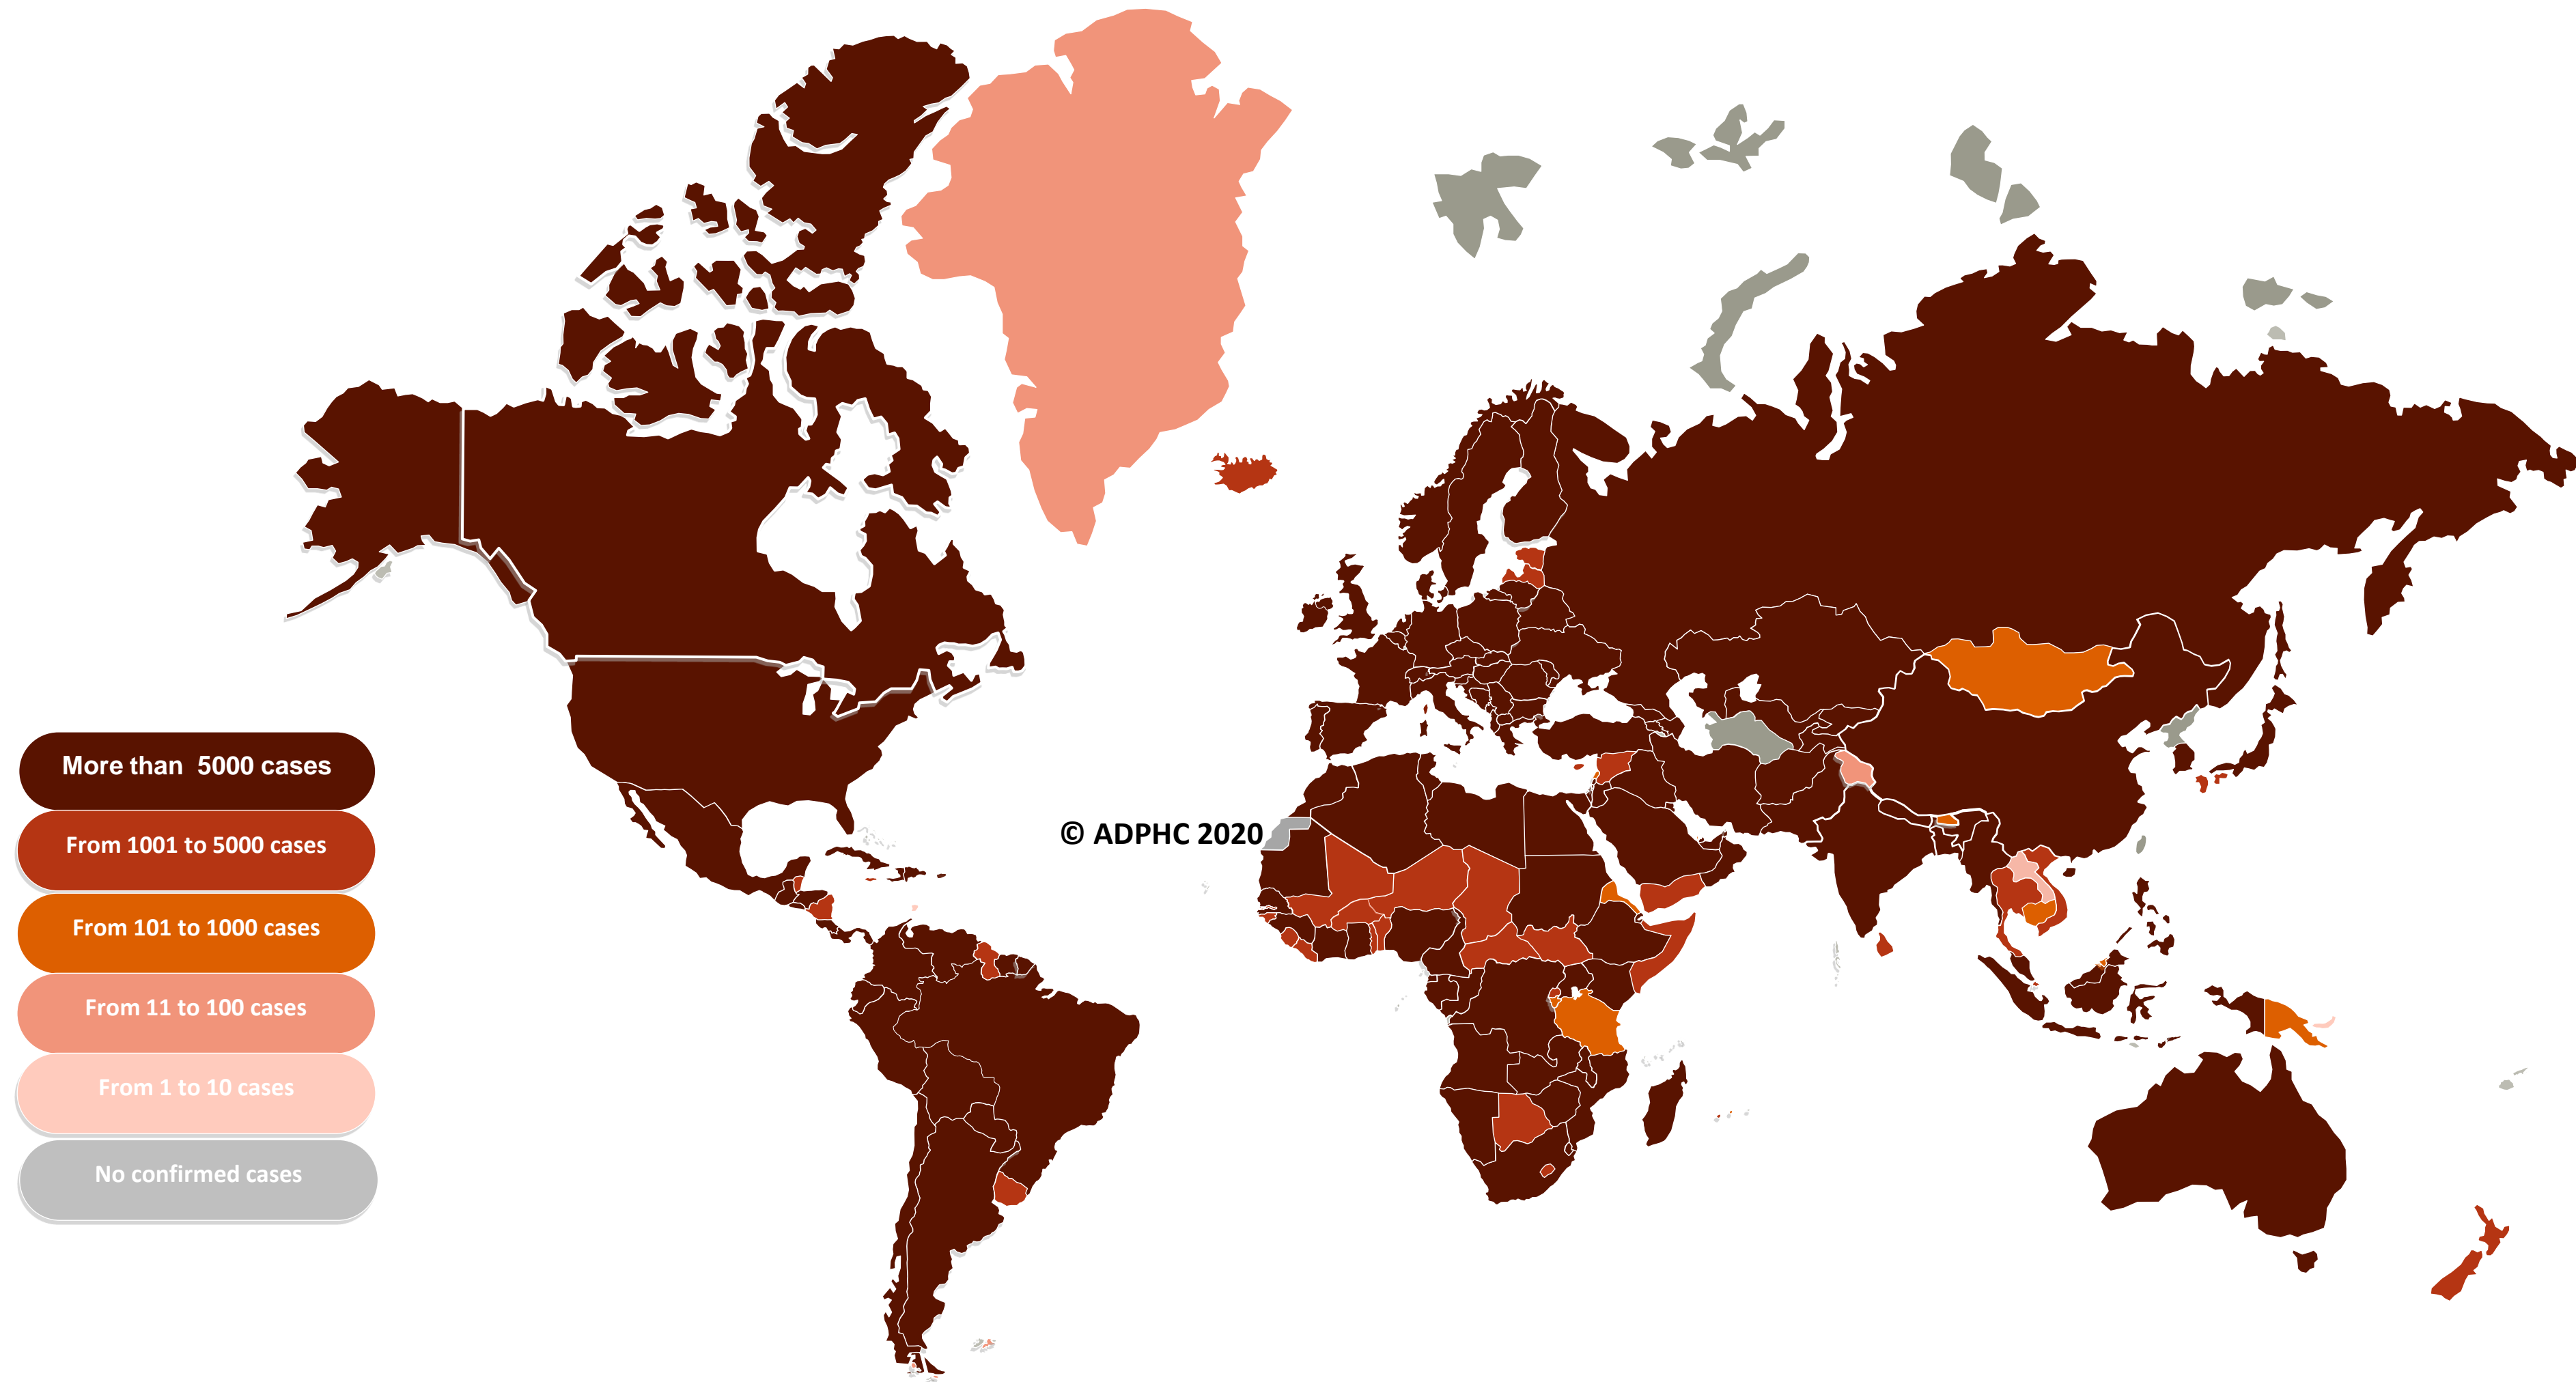 More than  5000 cases
From 1001 to 5000 cases
© ADPHC 2020
From 101 to 1000 cases
From 11 to 100 cases
From 1 to 10 cases
No confirmed cases